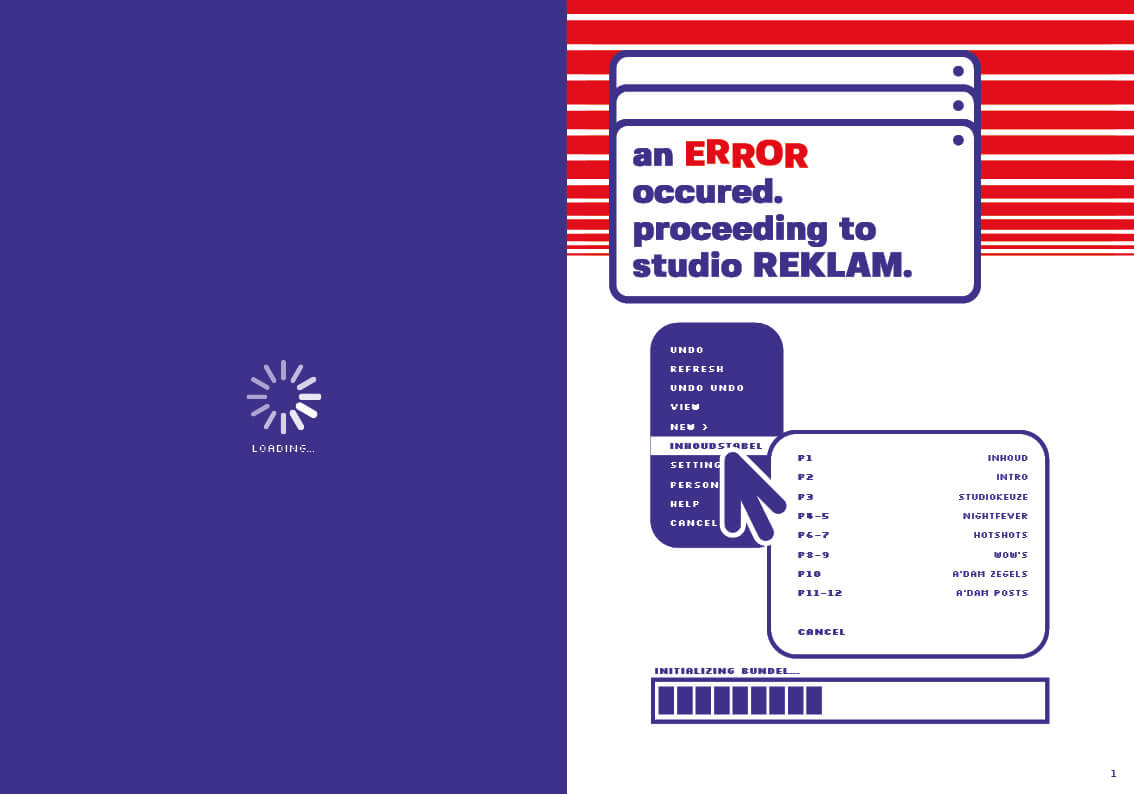 LOADING...
an ERROR
occured.
proceeding to
studio REKLAM.
UNDO
REFRESH
UNDO UNDO
VIEW
NEW >
INHOUDSTABEL
SETTING
PERSON
HELP
CANCEL
P1 INHOUD
P2 INTRO
P3 STUDIOKEUZE
P4-5 NIGHTFEVER
P6-7 HOTSHOTS
P8-9 WOW'S
P10 A'DAM ZEGELS
P11-12 A'DAM POSTS
CANCEL
INITIALIZING BUNDEL...
1